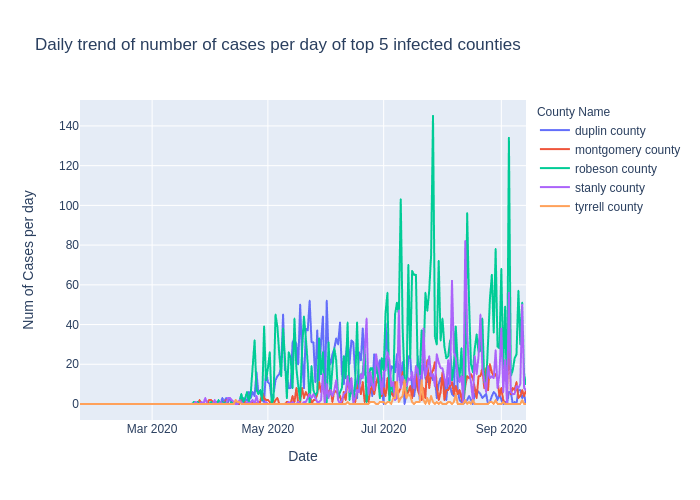 Daily trend of number of cases per day of top 5 infected counties
County Name
duplin county
montgomery county
robeson county
stanly county
tyrrell county
Num of Cases per day
140
120
100
80
60
40
20
0
Mar 2020
May 2020
Jul 2020
Sep 2020
Date